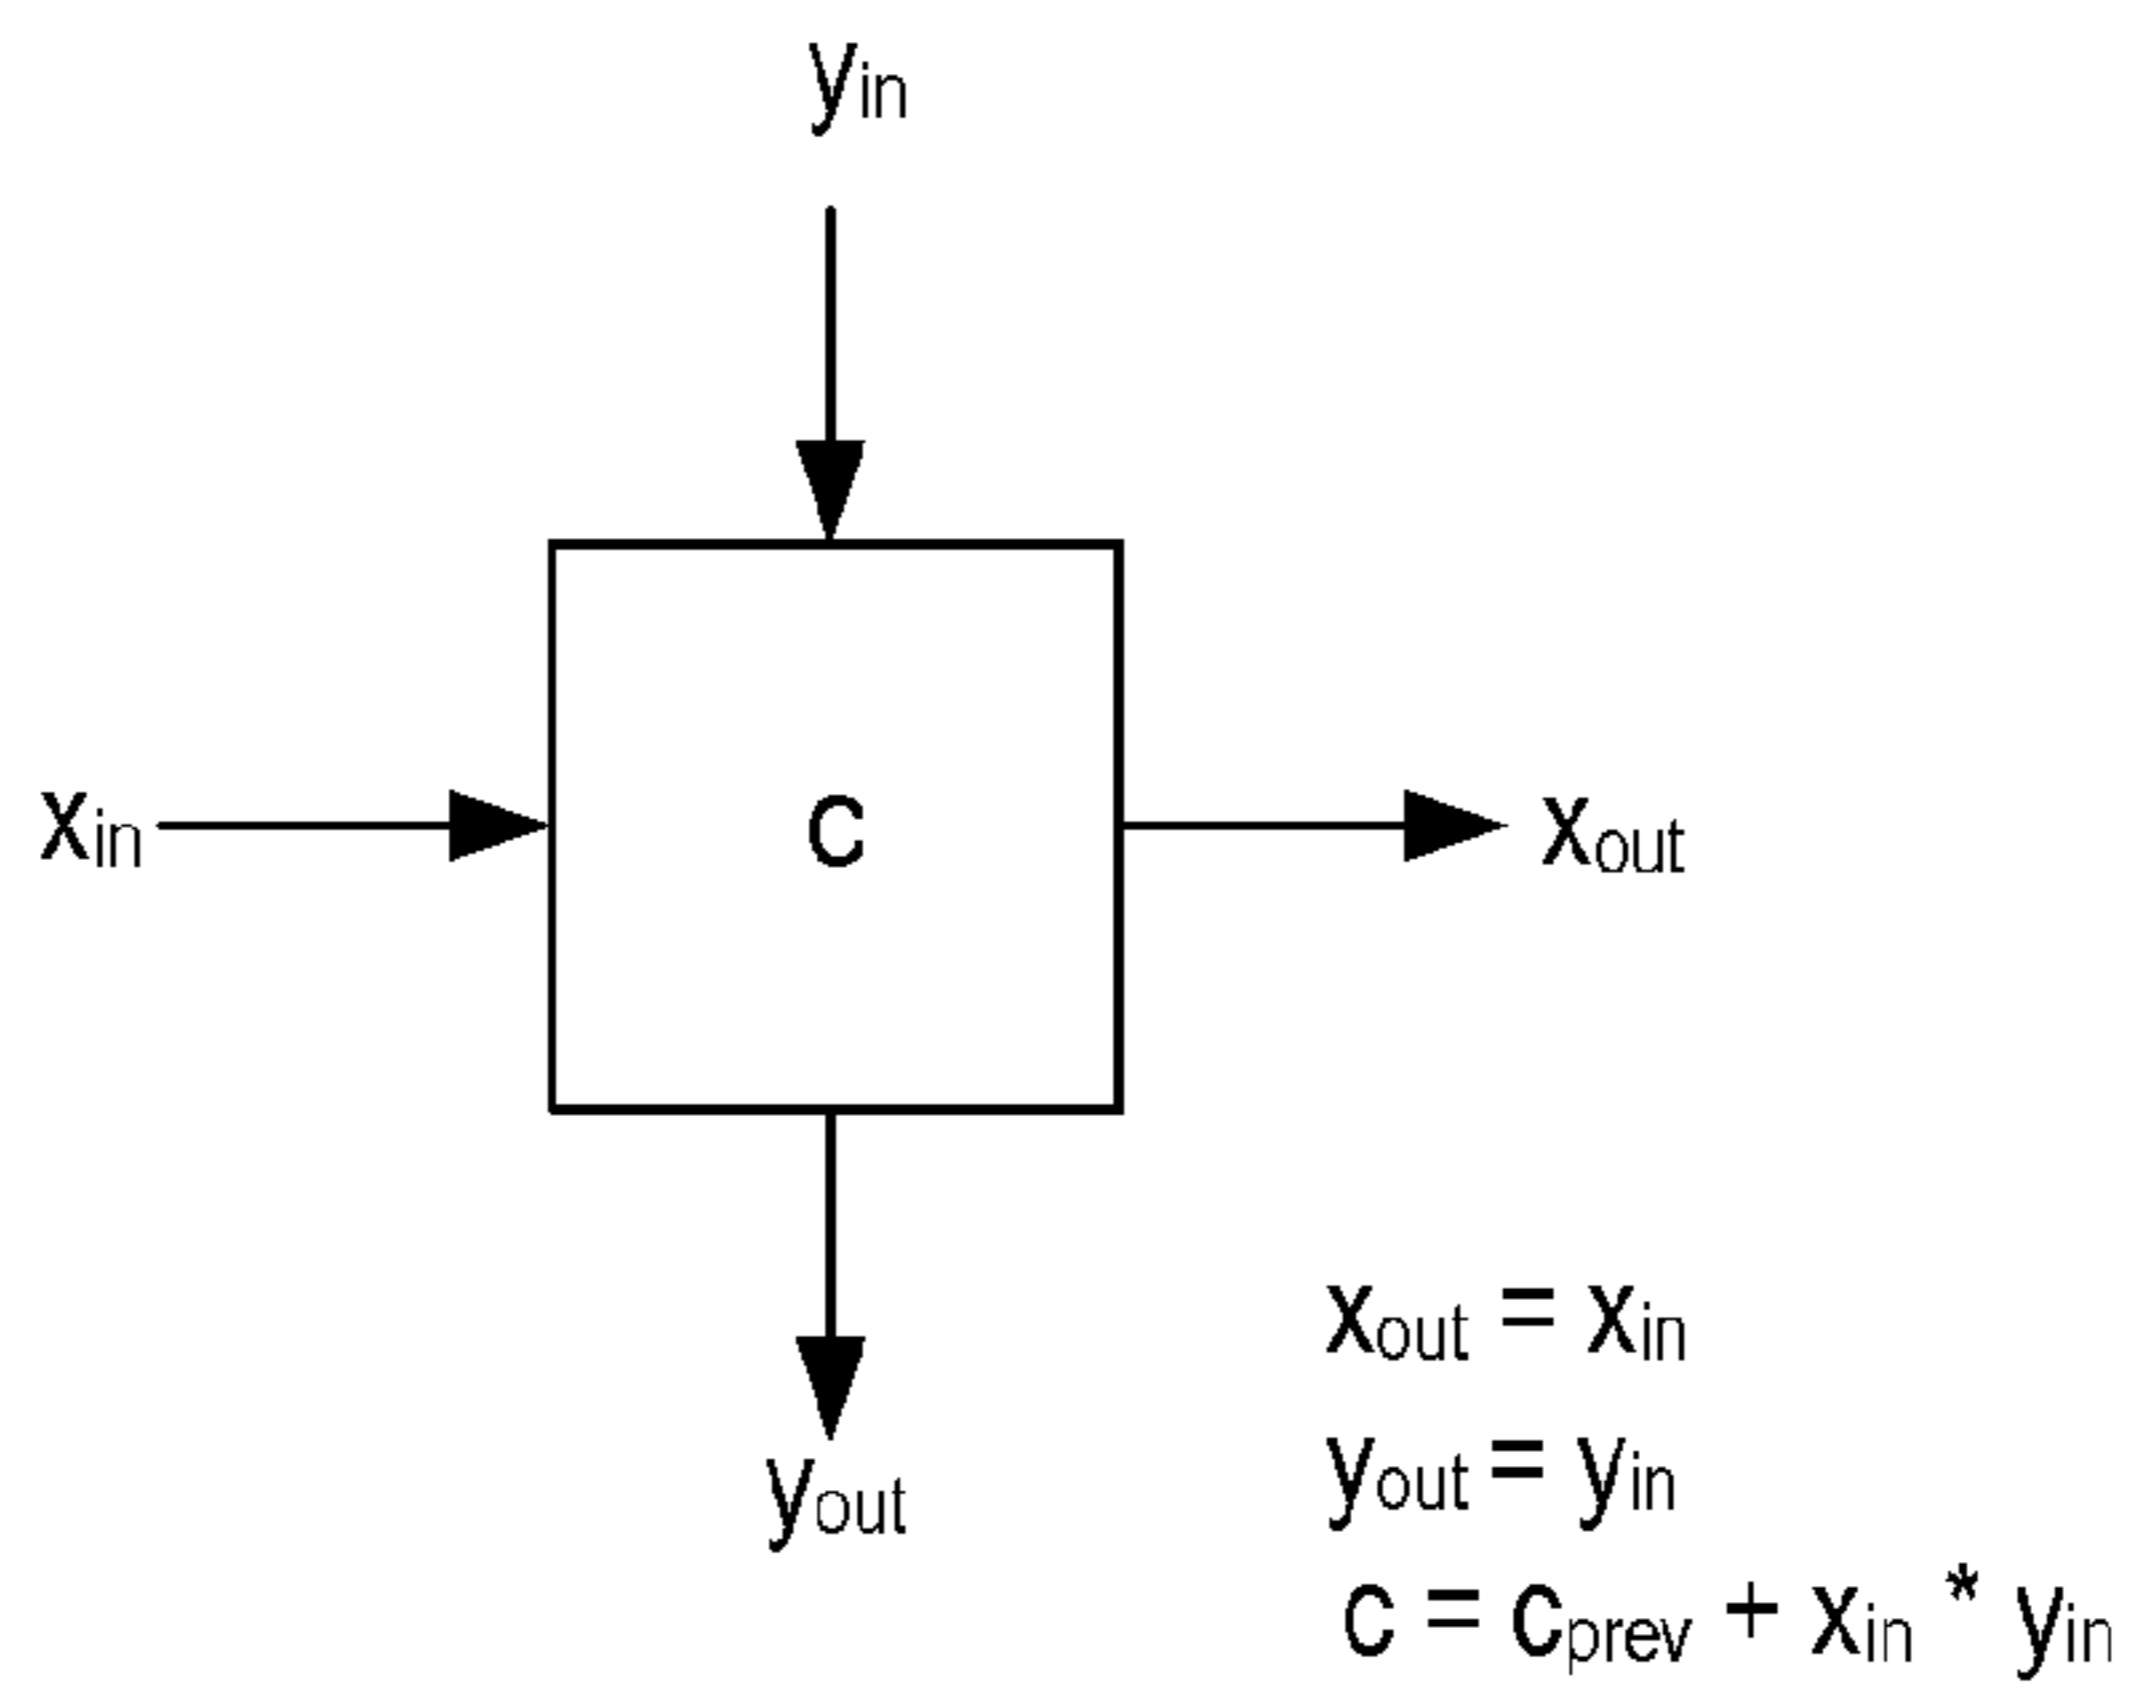 yin
xin
c
xout
yout
xout = xin
yout = yin
c = cprev + xin * yin